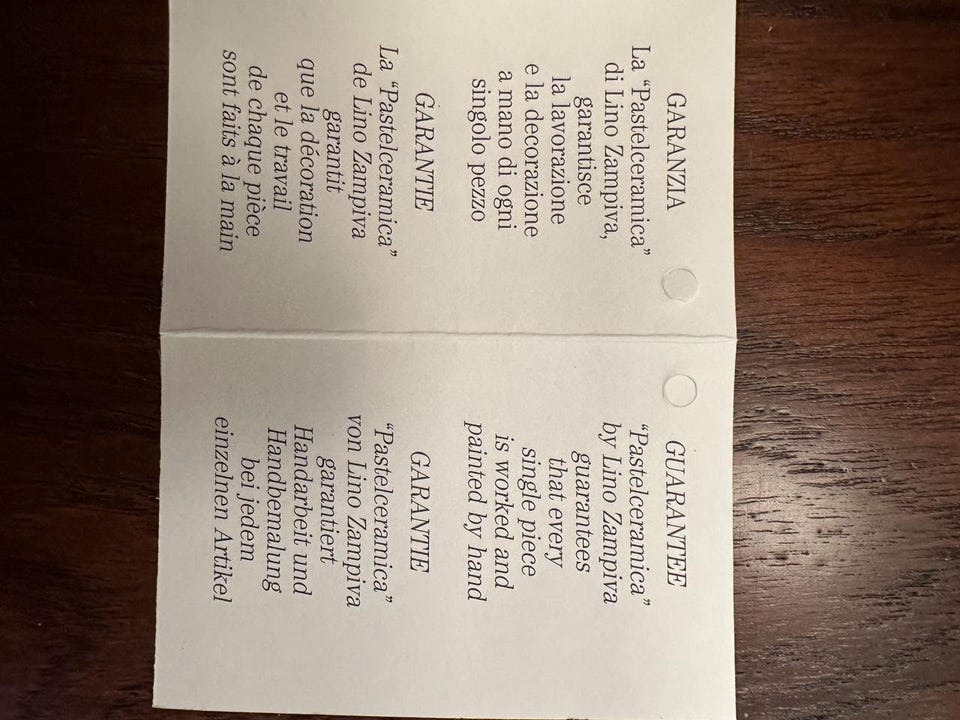 GARANZIA
La “Pastelceramica”
di Lino Zampiva,
garantisce
la lavorazione
e la decorazione
a mano di ogni
singolo pezzo
GARANTIE
La “Pastelceramica”
de Lino Zampiva
garantit
que la décoration
et le travail
de chaque pièce
sont faits à la main
GUARANTEE
“Pastelceramica”
by Lino Zampiva
guarantees
that every
single piece
is worked and
painted by hand
GARANTIE
“Pastelceramica”
von Lino Zampiva
garantiert
Handarbeit und
Handbemalung
bei jedem
einzelnen Artikel